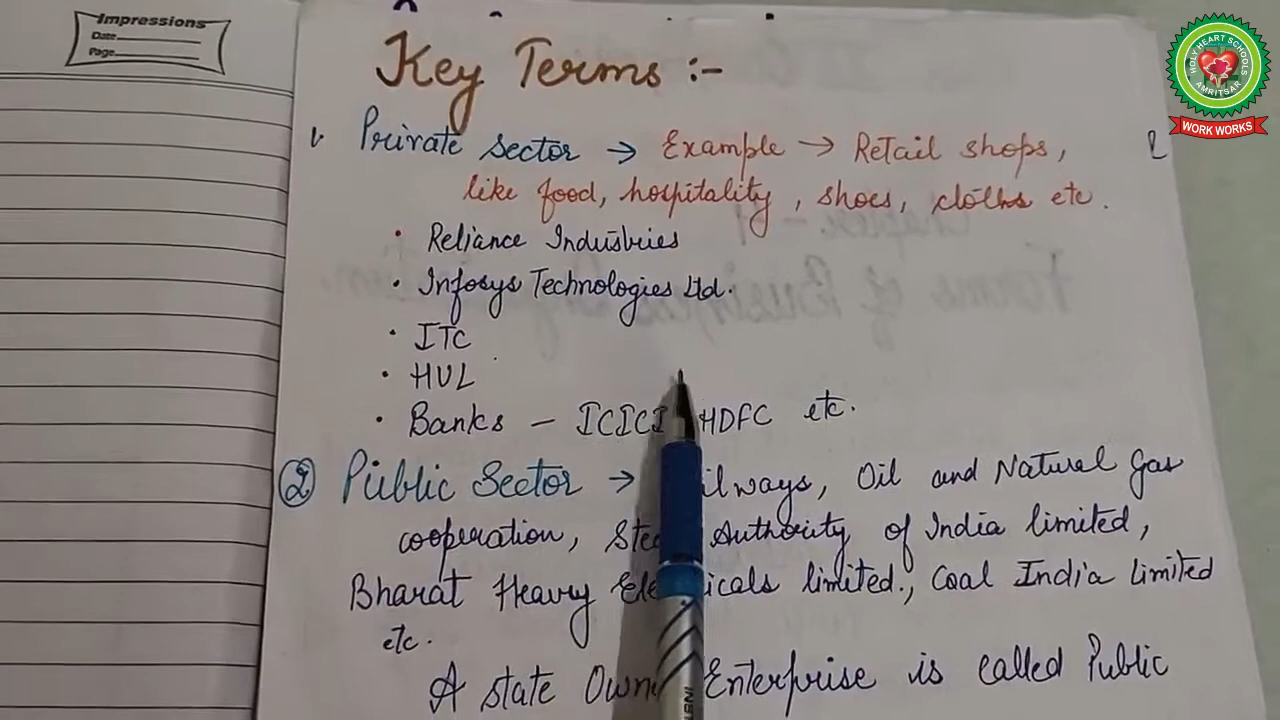 Impressions
Date
Page
Key Terms :-
Private Sector → Example → Retail shops,
like food, hospitality, shoes, cloths etc.
• Reliance Industries
• Infosys Technologies Ltd.
• ITC
• HUL
• Banks - ICICI HDFC etc.
② Public Sector → Oil and Natural Gas
cooperation, Authority of India limited,
Bharat Heavy limited., Coal India Limited
etc.
A state Enterprise is called Public
HOLY HEART SCHOOLS
AMRITSAR
WORK WORKS